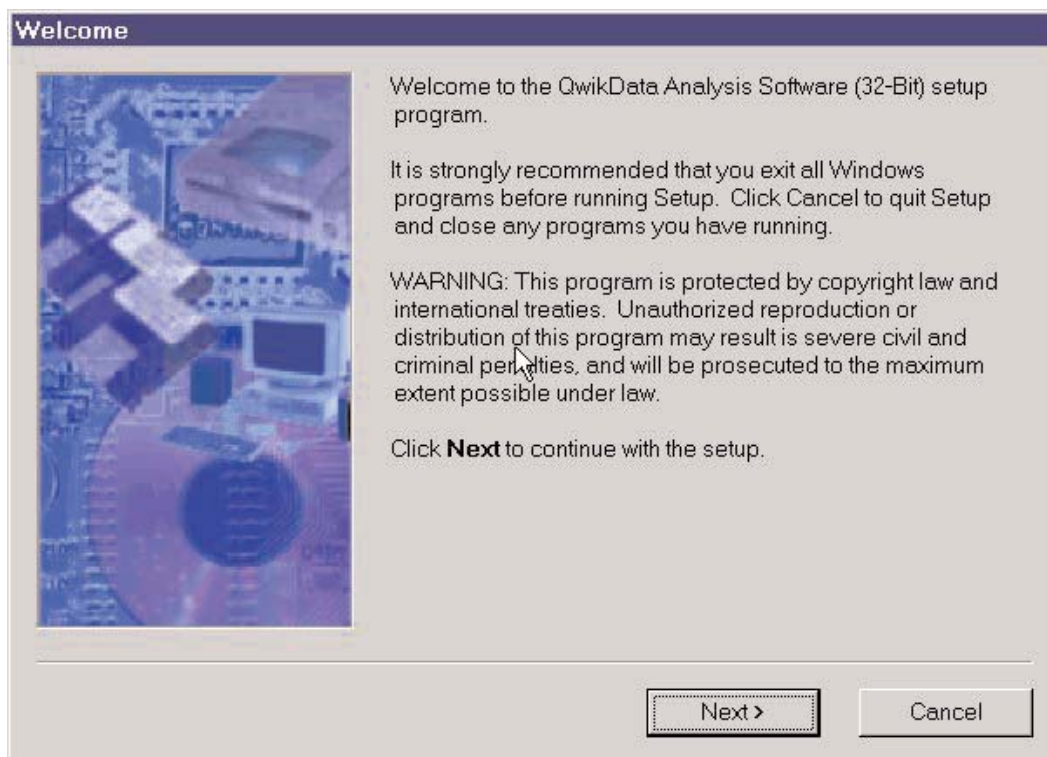 Welcome
Welcome to the QwikData Analysis Software (32-Bit) setup
program.
It is strongly recommended that you exit all Windows
programs before running Setup.  Click Cancel to quit Setup
and close any programs you have running.
WARNING: This program is protected by copyright law and
international treaties.  Unauthorized reproduction or
distribution of this program may result is severe civil and
criminal penalties, and will be prosecuted to the maximum
extent possible under law.
Click Next to continue with the setup.
Next >
Cancel